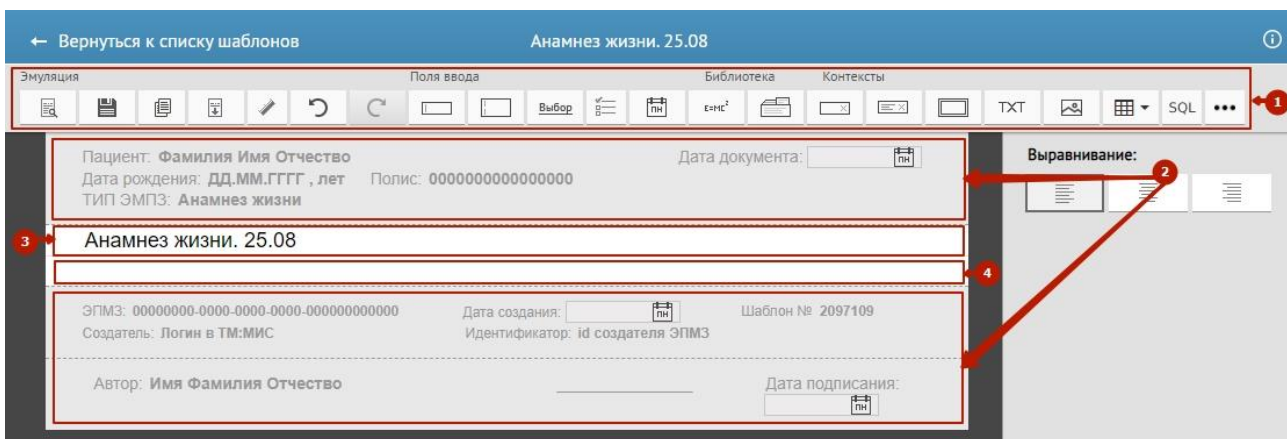 ← Вернуться к списку шаблонов Анамнез жизни. 25.08
Эмуляция Поля ввода Библиотека Контексты
Выбор ПН E=MC² TXT SQL ••• 1
Пациент: Фамилия Имя Отчество Дата документа: ПН Выравнивание:
Дата рождения: ДД.ММ.ГГГГ , лет Полис: 0000000000000000 2
ТИП ЭМПЗ: Анамнез жизни
3 Анамнез жизни. 25.08
4
ЭПМЗ: 00000000-0000-0000-0000-000000000000 Дата создания: ПН Шаблон № 2097109
Создатель: Логин в ТМ:МИС Идентификатор: id создателя ЭПМЗ
Автор: Имя Фамилия Отчество Дата подписания:
ПН